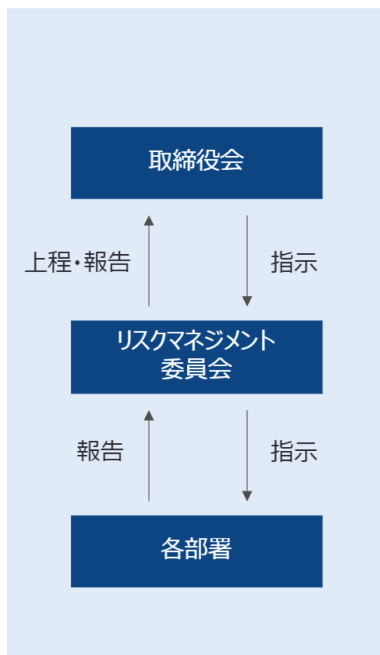 取締役会
上程・報告
指示
リスクマネジメント
委員会
報告
指示
各部署